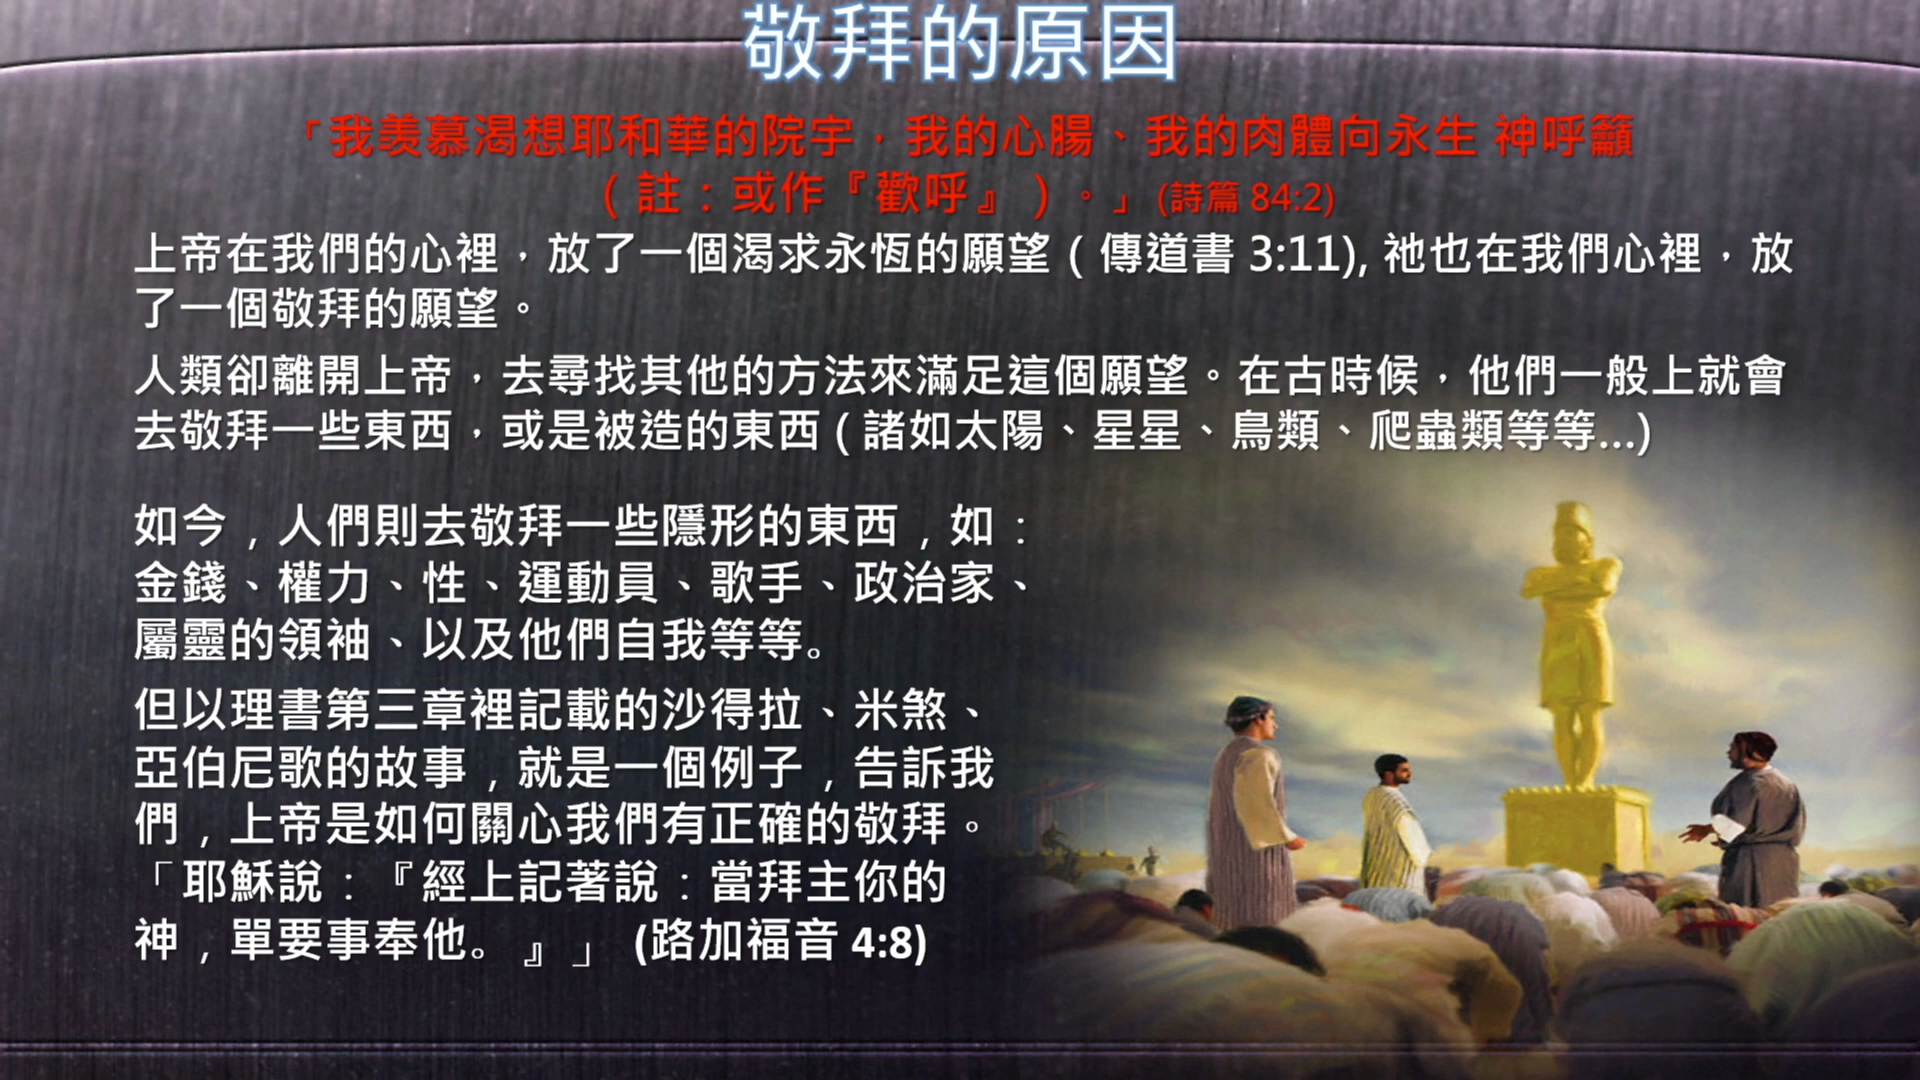 敬拜的原因
「我羨慕渴想耶和華的院宇，我的心腸、我的肉體向永生 神呼籲
（註：或作『歡呼』）。」(詩篇 84:2)
上帝在我們的心裡，放了一個渴求永恆的願望（傳道書 3:11), 祂也在我們心裡，放
了一個敬拜的願望。
人類卻離開上帝，去尋找其他的方法來滿足這個願望。在古時候，他們一般上就會
去敬拜一些東西，或是被造的東西（諸如太陽、星星、鳥類、爬蟲類等等...)
如今，人們則去敬拜一些隱形的東西，如：
金錢、權力、性、運動員、歌手、政治家、
屬靈的領袖、以及他們自我等等。
但以理書第三章裡記載的沙得拉、米煞、
亞伯尼歌的故事，就是一個例子，告訴我
們，上帝是如何關心我們有正確的敬拜。
「耶穌說：『經上記著說：當拜主你的
神，單要事奉他。』」 (路加福音 4:8)